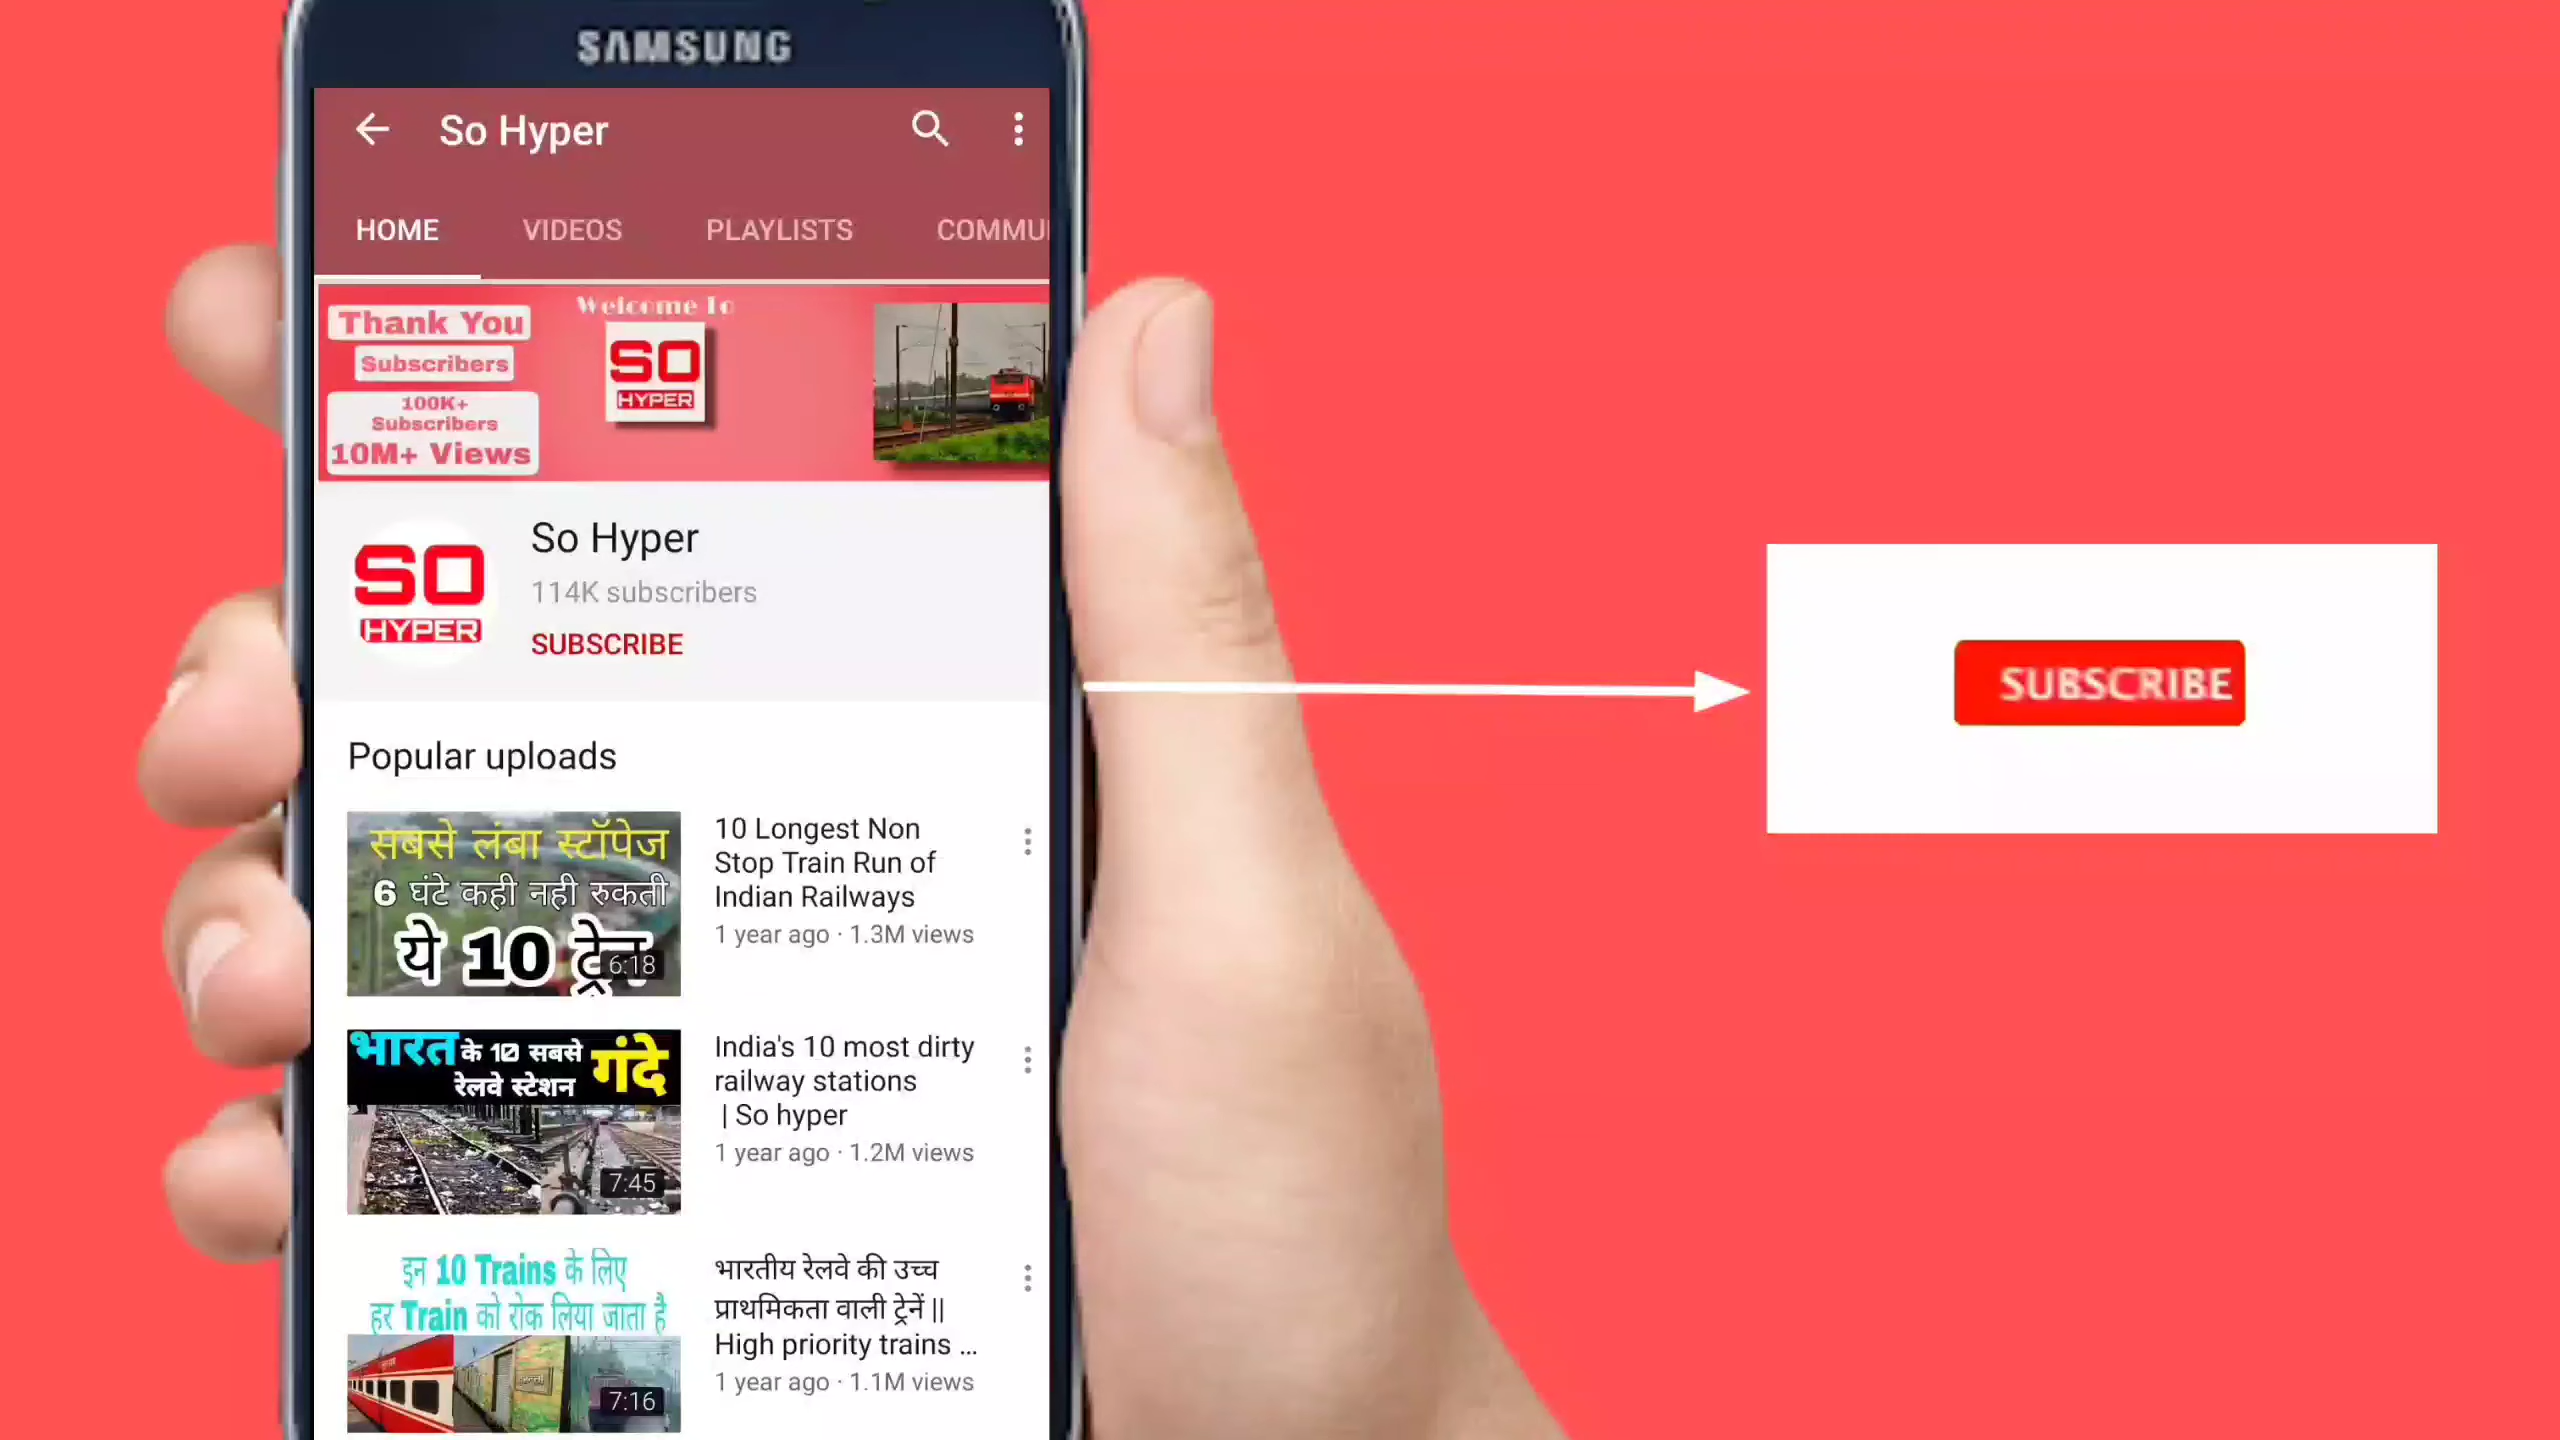 SAMSUNG
So Hyper
HOME VIDEOS PLAYLISTS COMMU
Thank You
Subscribers
100K+
Subscribers
10M+ Views
Welcome To
SO
HYPER
SO
HYPER
So Hyper
114K subscribers
SUBSCRIBE
SUBSCRIBE
Popular uploads
सबसे लंबा स्टॉपेज
6 घंटे कही नही रुकती
ये 10 ट्रेन
6:18
10 Longest Non
Stop Train Run of
Indian Railways
1 year ago · 1.3M views
भारत के 10 सबसे गंदे
रेलवे स्टेशन
7:45
India's 10 most dirty
railway stations
| So hyper
1 year ago · 1.2M views
इन 10 Trains के लिए
हर Train को रोक लिया जाता है
7:16
भारतीय रेलवे की उच्च
प्राथमिकता वाली ट्रेनें ||
High priority trains ...
1 year ago · 1.1M views